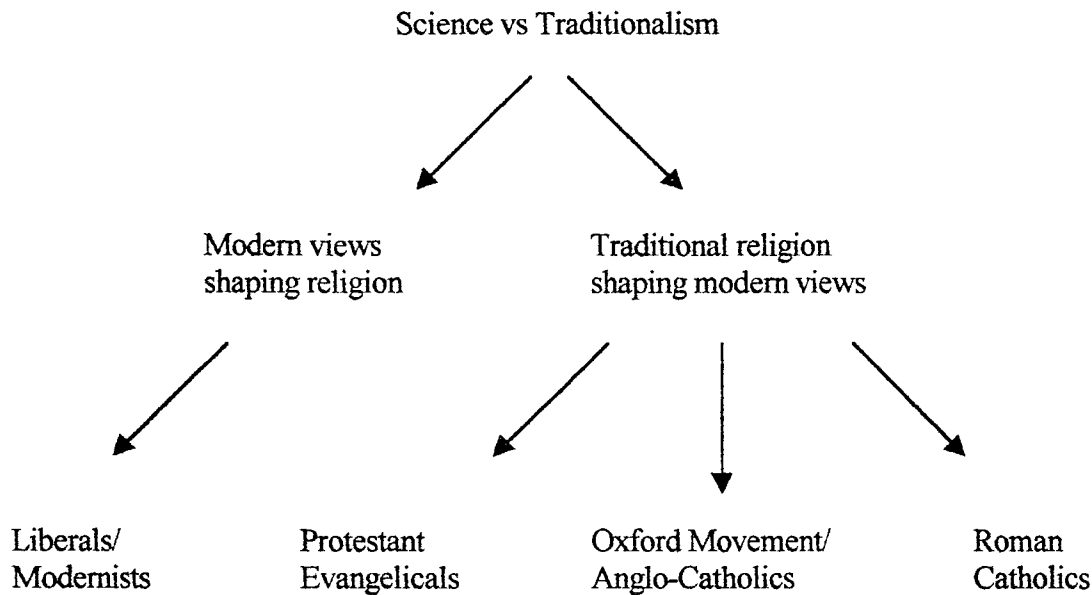 Science vs Traditionalism
Modern views
shaping religion
Traditional religion
shaping modern views
Liberals/
Modernists
Protestant
Evangelicals
Oxford Movement/
Anglo-Catholics
Roman
Catholics